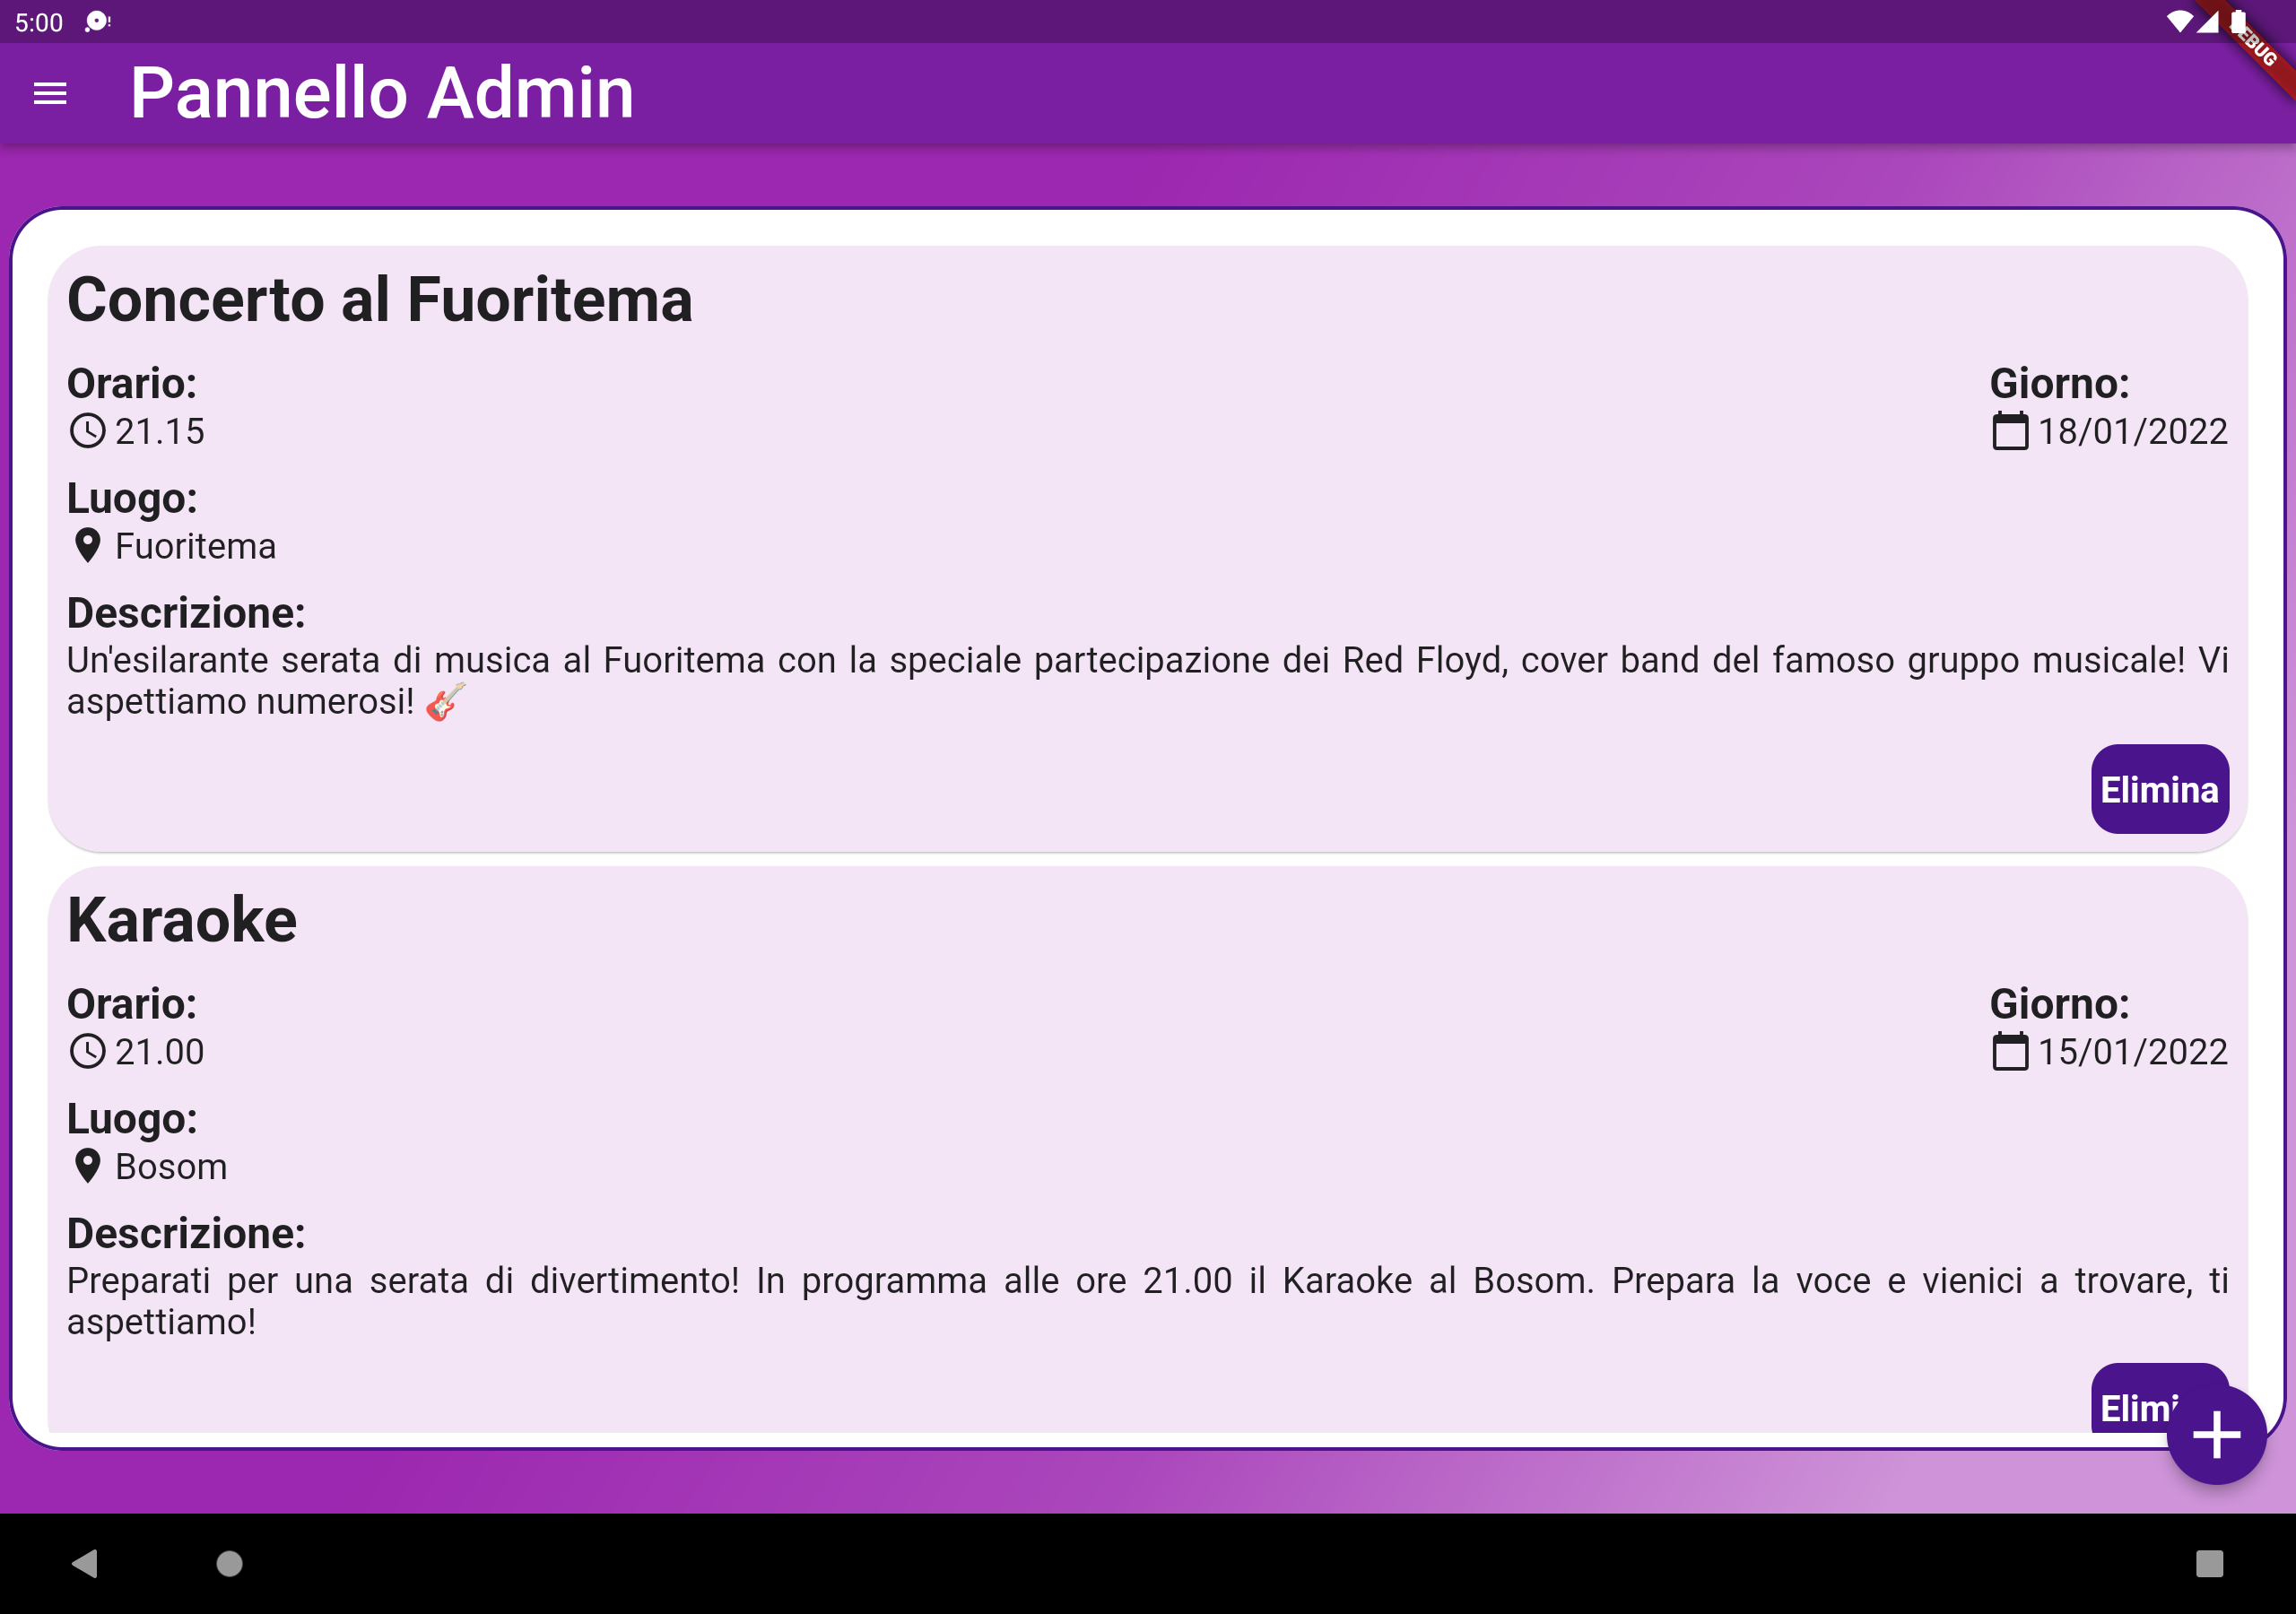 5:00
Pannello Admin
Concerto al Fuoritema
Orario:
Giorno:
21.15
18/01/2022
Luogo:
Fuoritema
Descrizione:
Un'esilarante serata di musica al Fuoritema con la speciale partecipazione dei Red Floyd, cover band del famoso gruppo musicale! Vi
aspettiamo numerosi! 🎸
Elimina
Karaoke
Orario:
Giorno:
21.00
15/01/2022
Luogo:
Bosom
Descrizione:
Preparati per una serata di divertimento! In programma alle ore 21.00 il Karaoke al Bosom. Prepara la voce e vienici a trovare, ti
aspettiamo!